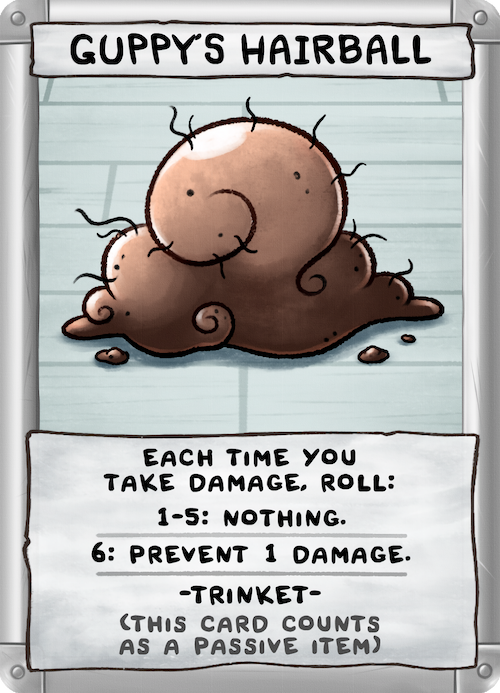 GUPPY'S HAIRBALL
EACH TIME YOU
TAKE DAMAGE, ROLL:
1-5: NOTHING.
6: PREVENT 1 DAMAGE.
-TRINKET-
(THIS CARD COUNTS
AS A PASSIVE ITEM)